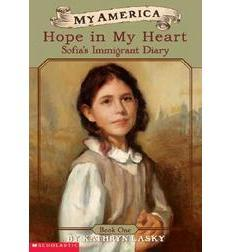 MY AMERICA
Hope in My Heart
Sofia's Immigrant Diary
Book One
BY KATHRYN LASKY
SCHOLASTIC